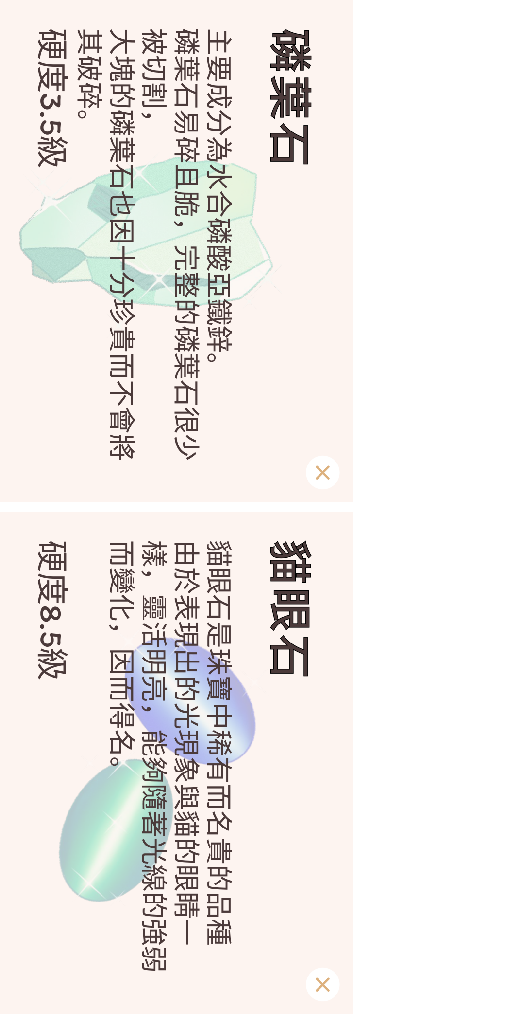 磷葉石
主要成分為水合磷酸亞鐵鋅。
磷葉石易碎且脆，完整的磷葉石很少
被切割，
大塊的磷葉石也因十分珍貴而不會將
其破碎。
硬度3.5級
貓眼石
貓眼石是珠寶中稀有而名貴的品種
由於表現出的光現象與貓的眼睛一
樣，靈活明亮，能夠隨著光線的強弱
而變化，因而得名。
硬度8.5級